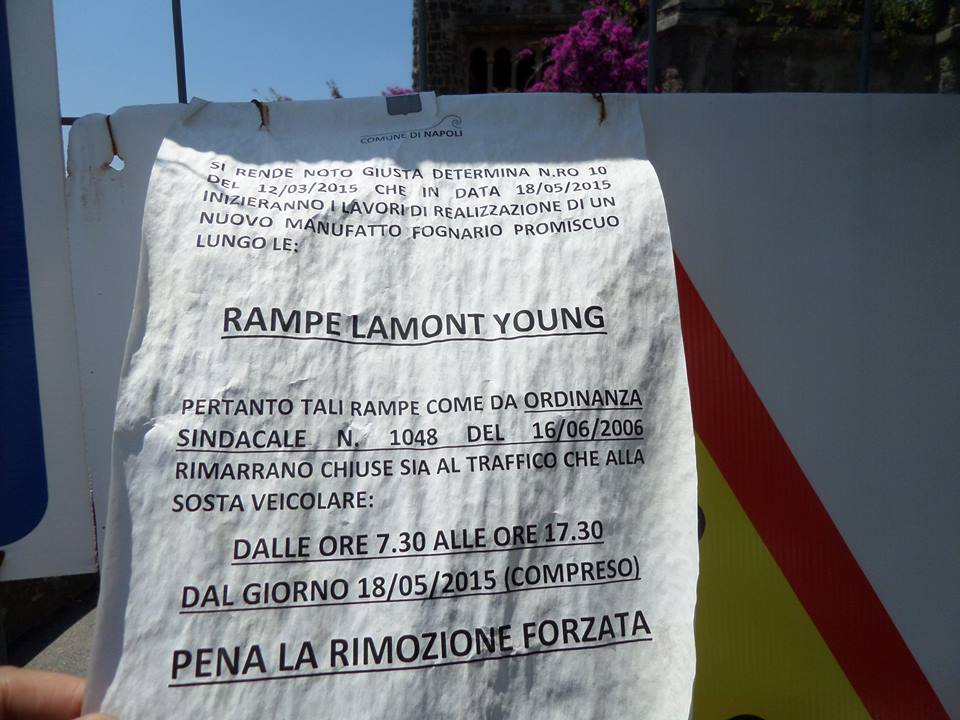 COMUNE DI NAPOLI
SI RENDE NOTO GIUSTA DETERMINA N.RO 10
DEL 12/03/2015 CHE IN DATA 18/05/2015
INIZIERANNO I LAVORI DI REALIZZAZIONE DI UN
NUOVO MANUFATTO FOGNARIO PROMISCUO
LUNGO LE:
RAMPE LAMONT YOUNG
PERTANTO TALI RAMPE COME DA ORDINANZA
SINDACALE N. 1048 DEL 16/06/2006
RIMARRANO CHIUSE SIA AL TRAFFICO CHE ALLA
SOSTA VEICOLARE:
DALLE ORE 7.30 ALLE ORE 17.30
DAL GIORNO 18/05/2015 (COMPRESO)
PENA LA RIMOZIONE FORZATA